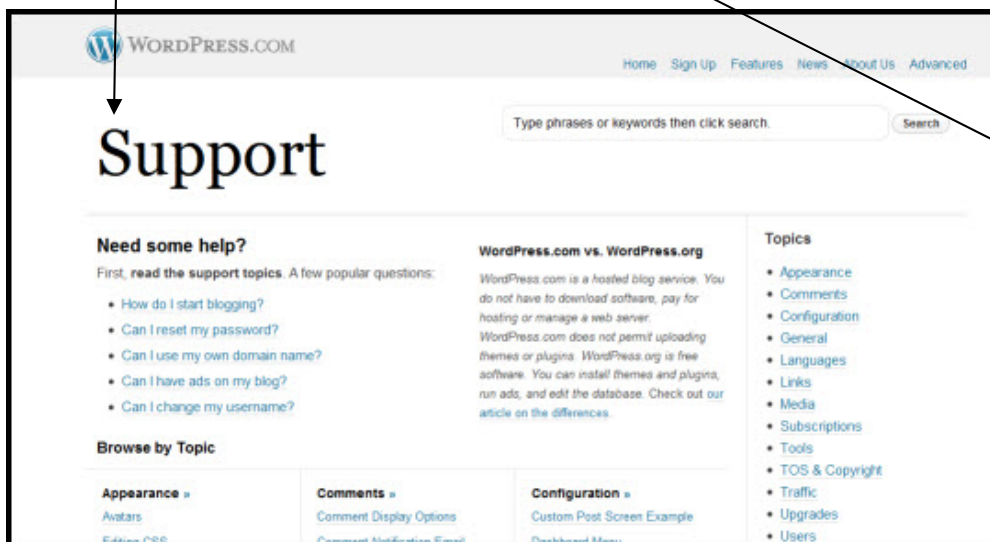 WORDPRESS.COM
Home Sign Up Features News About Us Advanced
Type phrases or keywords then click search.
Search
Support
Need some help?
First, read the support topics. A few popular questions:
• How do I start blogging?
• Can I reset my password?
• Can I use my own domain name?
• Can I have ads on my blog?
• Can I change my username?
WordPress.com vs. WordPress.org
WordPress.com is a hosted blog service. You
do not have to download software, pay for
hosting or manage a web server.
WordPress.com does not permit uploading
themes or plugins. WordPress.org is free
software. You can install themes and plugins,
run ads, and edit the database. Check out our
article on the differences.
Topics
• Appearance
• Comments
• Configuration
• General
• Languages
• Links
• Media
• Subscriptions
• Tools
• TOS & Copyright
• Traffic
• Upgrades
• Users
Browse by Topic
Appearance »
Avatars
Editing CSS
Comments »
Comment Display Options
Comment Notification Email
Configuration »
Custom Post Screen Example
Dashboard Menu